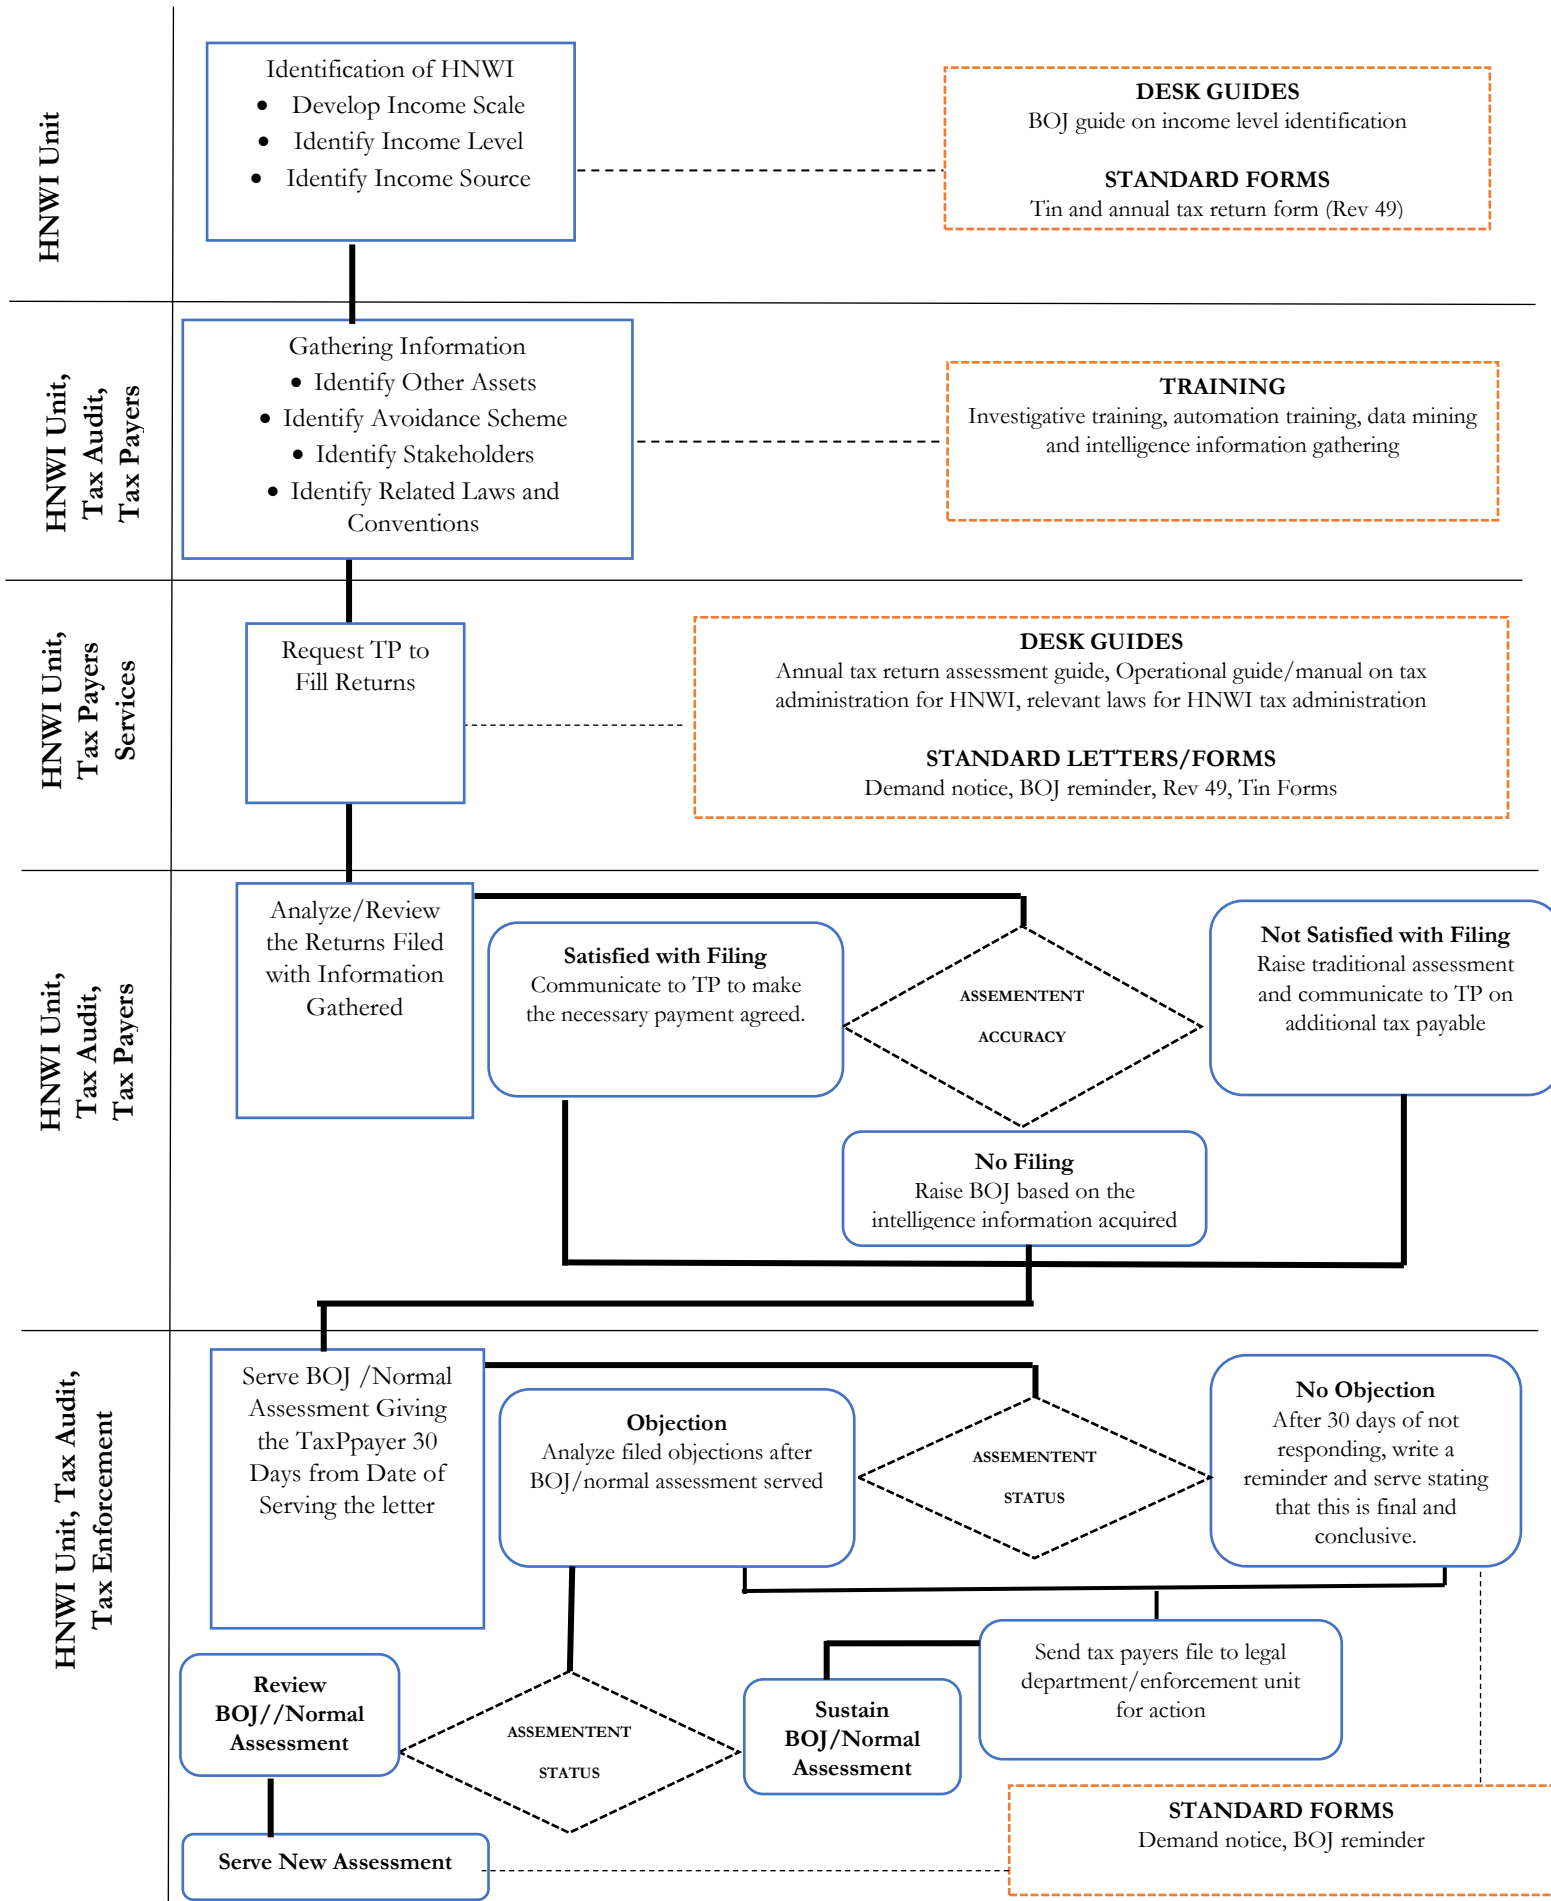 HNWI Unit
Identification of HNWI
• Develop Income Scale
• Identify Income Level
• Identify Income Source
DESK GUIDES
BOJ guide on income level identification
STANDARD FORMS
Tin and annual tax return form (Rev 49)
HNWI Unit,
Tax Audit,
Tax Payers
Gathering Information
• Identify Other Assets
• Identify Avoidance Scheme
• Identify Stakeholders
• Identify Related Laws and
Conventions
TRAINING
Investigative training, automation training, data mining
and intelligence information gathering
HNWI Unit,
Tax Payers
Services
Request TP to
Fill Returns
DESK GUIDES
Annual tax return assessment guide, Operational guide/manual on tax
administration for HNWI, relevant laws for HNWI tax administration
STANDARD LETTERS/FORMS
Demand notice, BOJ reminder, Rev 49, Tin Forms
HNWI Unit,
Tax Audit,
Tax Payers
Analyze/Review
the Returns Filed
with Information
Gathered
Satisfied with Filing
Communicate to TP to make
the necessary payment agreed.
ASSEMENTENT
ACCURACY
Not Satisfied with Filing
Raise traditional assessment
and communicate to TP on
additional tax payable
No Filing
Raise BOJ based on the
intelligence information acquired
HNWI Unit, Tax Audit,
Tax Enforcement
Serve BOJ /Normal
Assessment Giving
the TaxPpayer 30
Days from Date of
Serving the letter
Objection
Analyze filed objections after
BOJ/normal assessment served
ASSEMENTENT
STATUS
No Objection
After 30 days of not
responding, write a
reminder and serve stating
that this is final and
conclusive.
Review
BOJ//Normal
Assessment
ASSEMENTENT
STATUS
Sustain
BOJ/Normal
Assessment
Send tax payers file to legal
department/enforcement unit
for action
Serve New Assessment
STANDARD FORMS
Demand notice, BOJ reminder